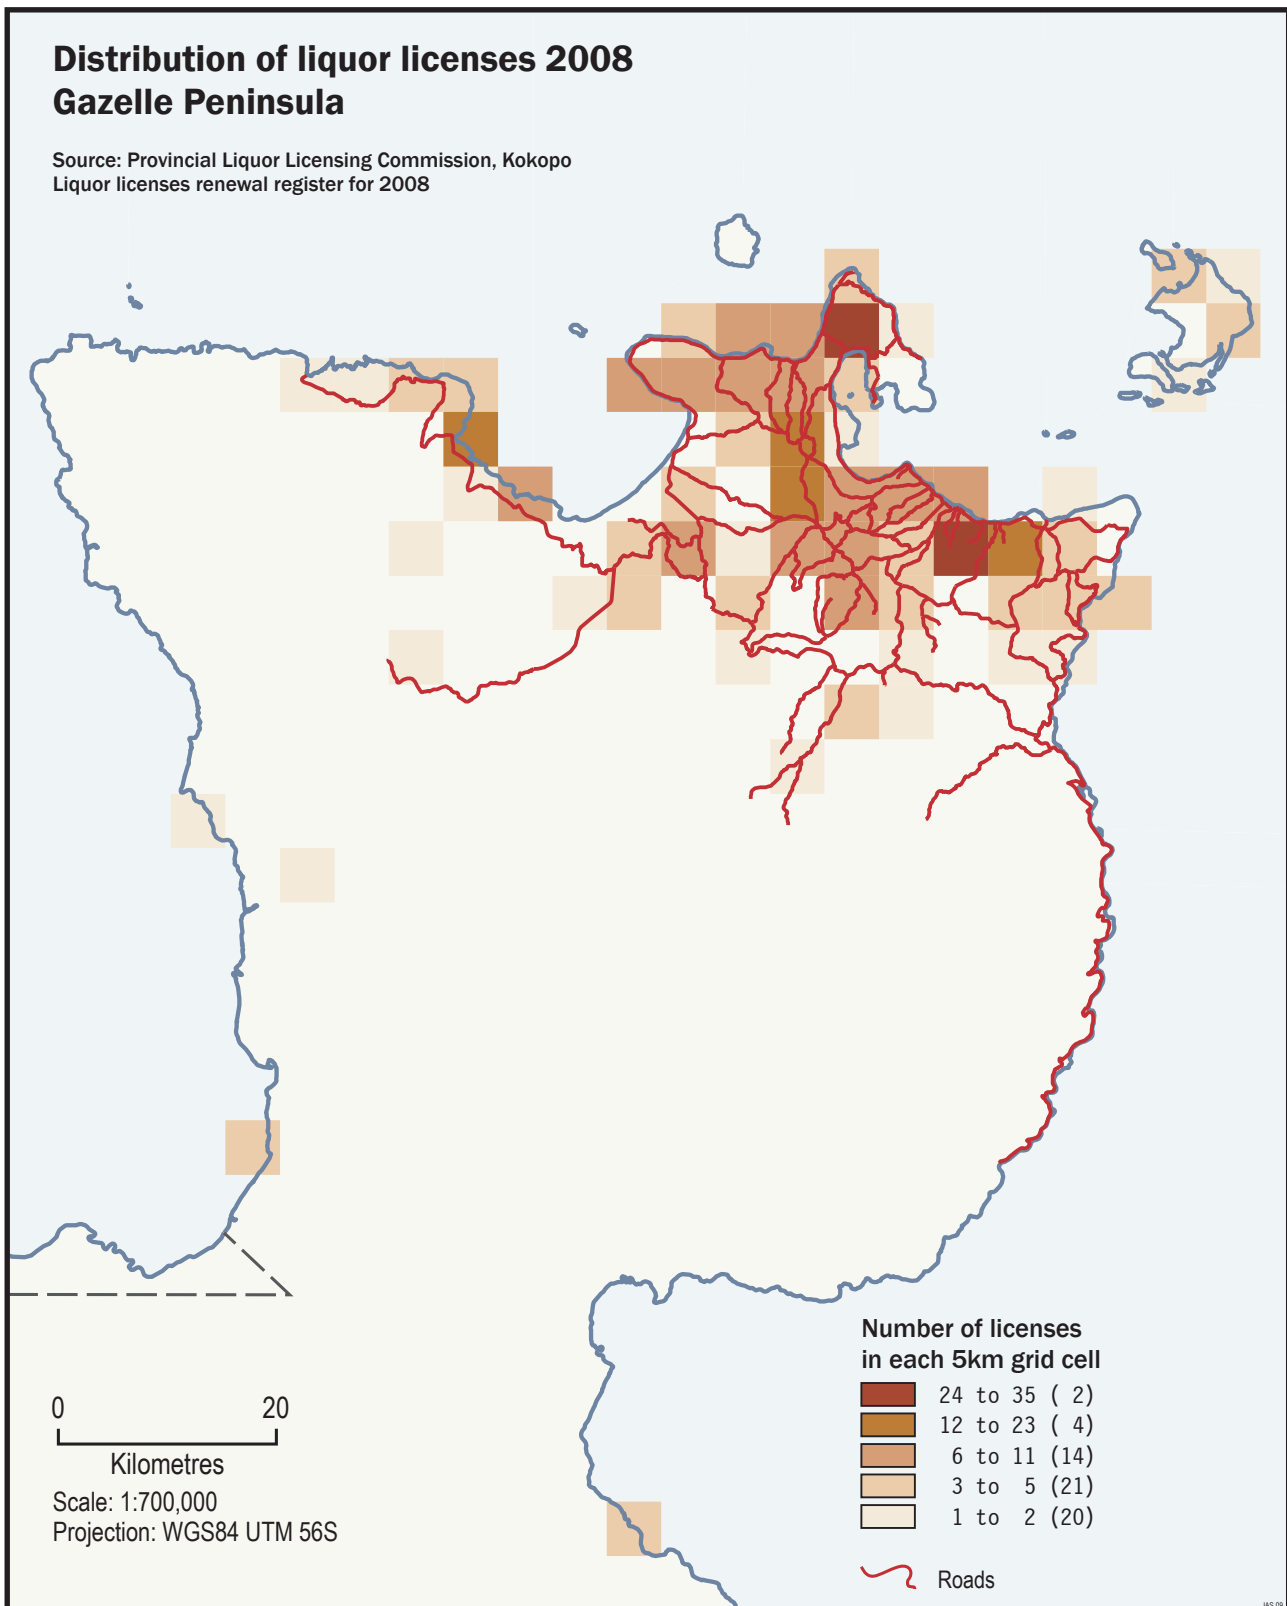 Distribution of liquor licenses 2008
Gazelle Peninsula
Source: Provincial Liquor Licensing Commission, Kokopo
Liquor licenses renewal register for 2008
Number of licenses
in each 5km grid cell
24 to 35 ( 2)
12 to 23 ( 4)
6 to 11 (14)
3 to 5 (21)
1 to 2 (20)
Roads
0 20
Kilometres
Scale: 1:700,000
Projection: WGS84 UTM 56S